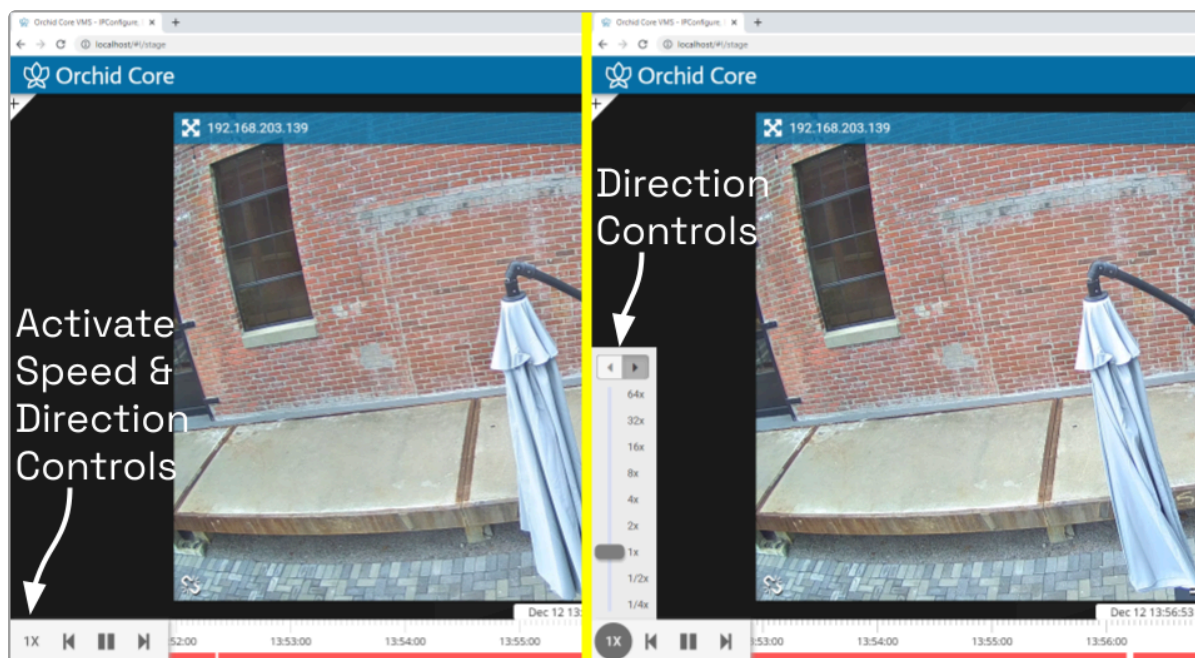 Orchid Core VMS - IPConfigure, I
localhost/#!/stage
Orchid Core
192.168.203.139
Activate
Speed &
Direction
Controls
Dec 12 13:
1X
52:00
13:53:00
13:54:00
13:55:00
Orchid Core VMS - IPConfigure, I
localhost/#!/stage
Orchid Core
192.168.203.139
Direction
Controls
64x
32x
16x
8x
4x
2x
1x
1/2x
1/4x
Dec 12 13:56:53
1X
:53:00
13:54:00
13:55:00
13:56:00